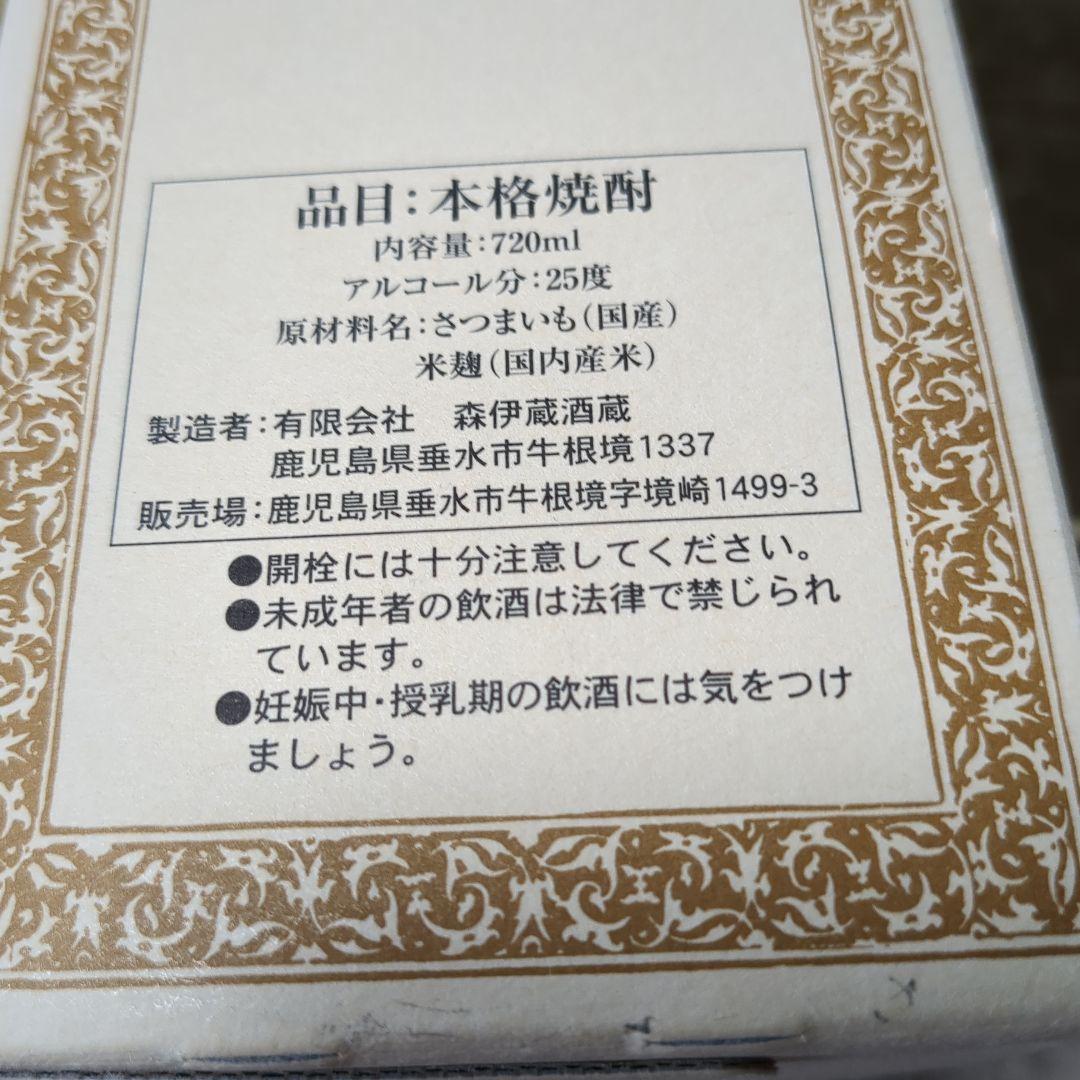 品目:本格焼酎
内容量:720ml
アルコール分:25度
原材料名:さつまいも(国産)
米麹(国内産米)
製造者:有限会社　森伊蔵酒蔵
鹿児島県垂水市牛根境1337
販売場:鹿児島県垂水市牛根境字境崎1499-3
●開栓には十分注意してください。
●未成年者の飲酒は法律で禁じられ
ています。
●妊娠中・授乳期の飲酒には気をつけ
ましょう。